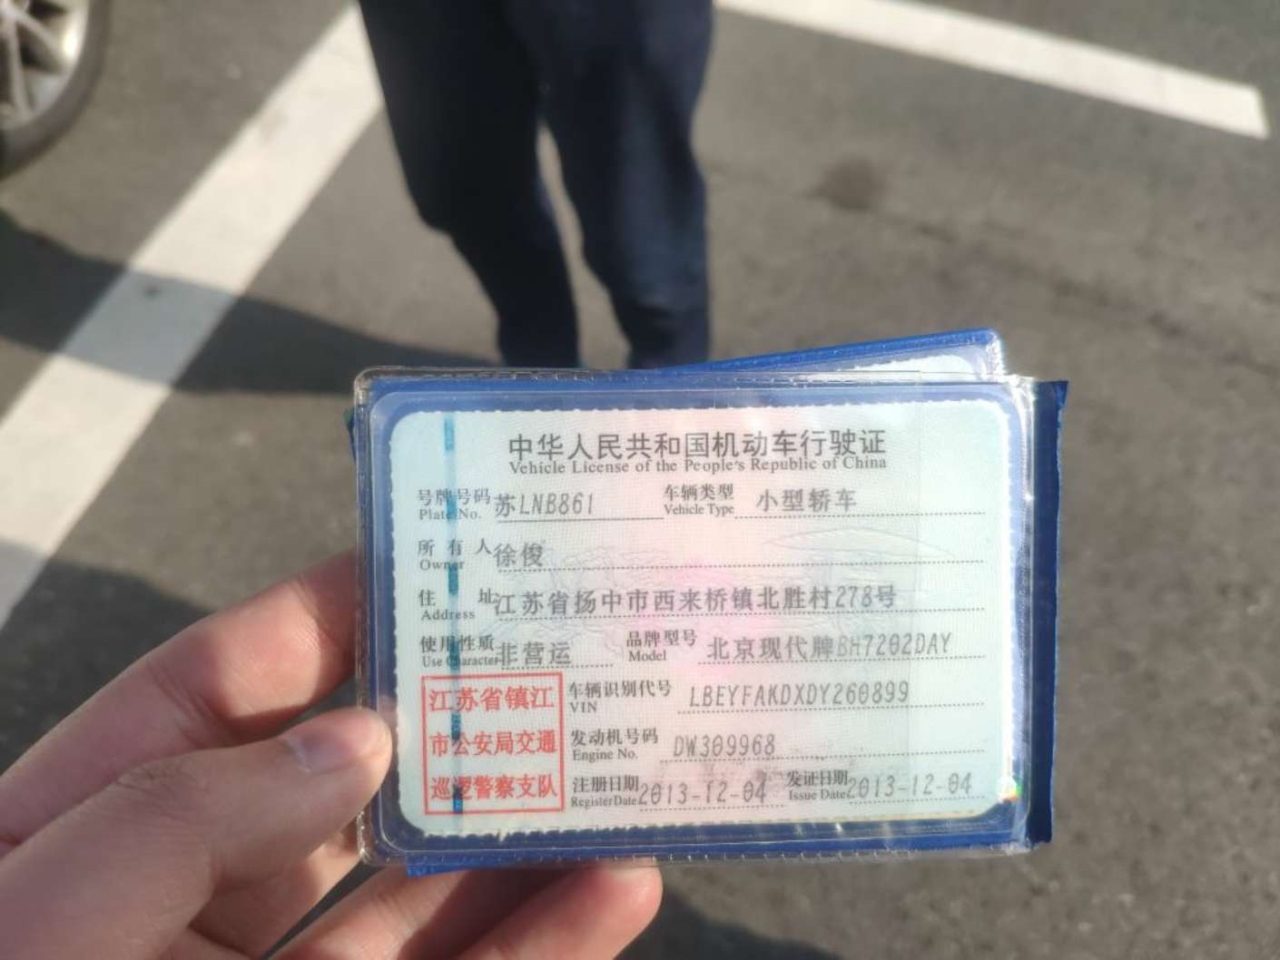 中华人民共和国机动车行驶证
Vehicle License of the People's Republic of China
号牌号码 苏LNB861 车辆类型 小型轿车
Plate No. Vehicle Type
所有人 徐俊
Owner
住址 江苏省扬中市西来桥镇北胜村278号
Address
使用性质 非营运 品牌型号 北京现代牌BH7202DAY
Use Character Model
车辆识别代号 LBEYFAKDXDY260899
VIN
发动机号码 DW309968
Engine No.
注册日期 2013-12-04 发证日期 2013-12-04
Register Date Issue Date
江苏省镇江
市公安局交通
巡逻警察支队